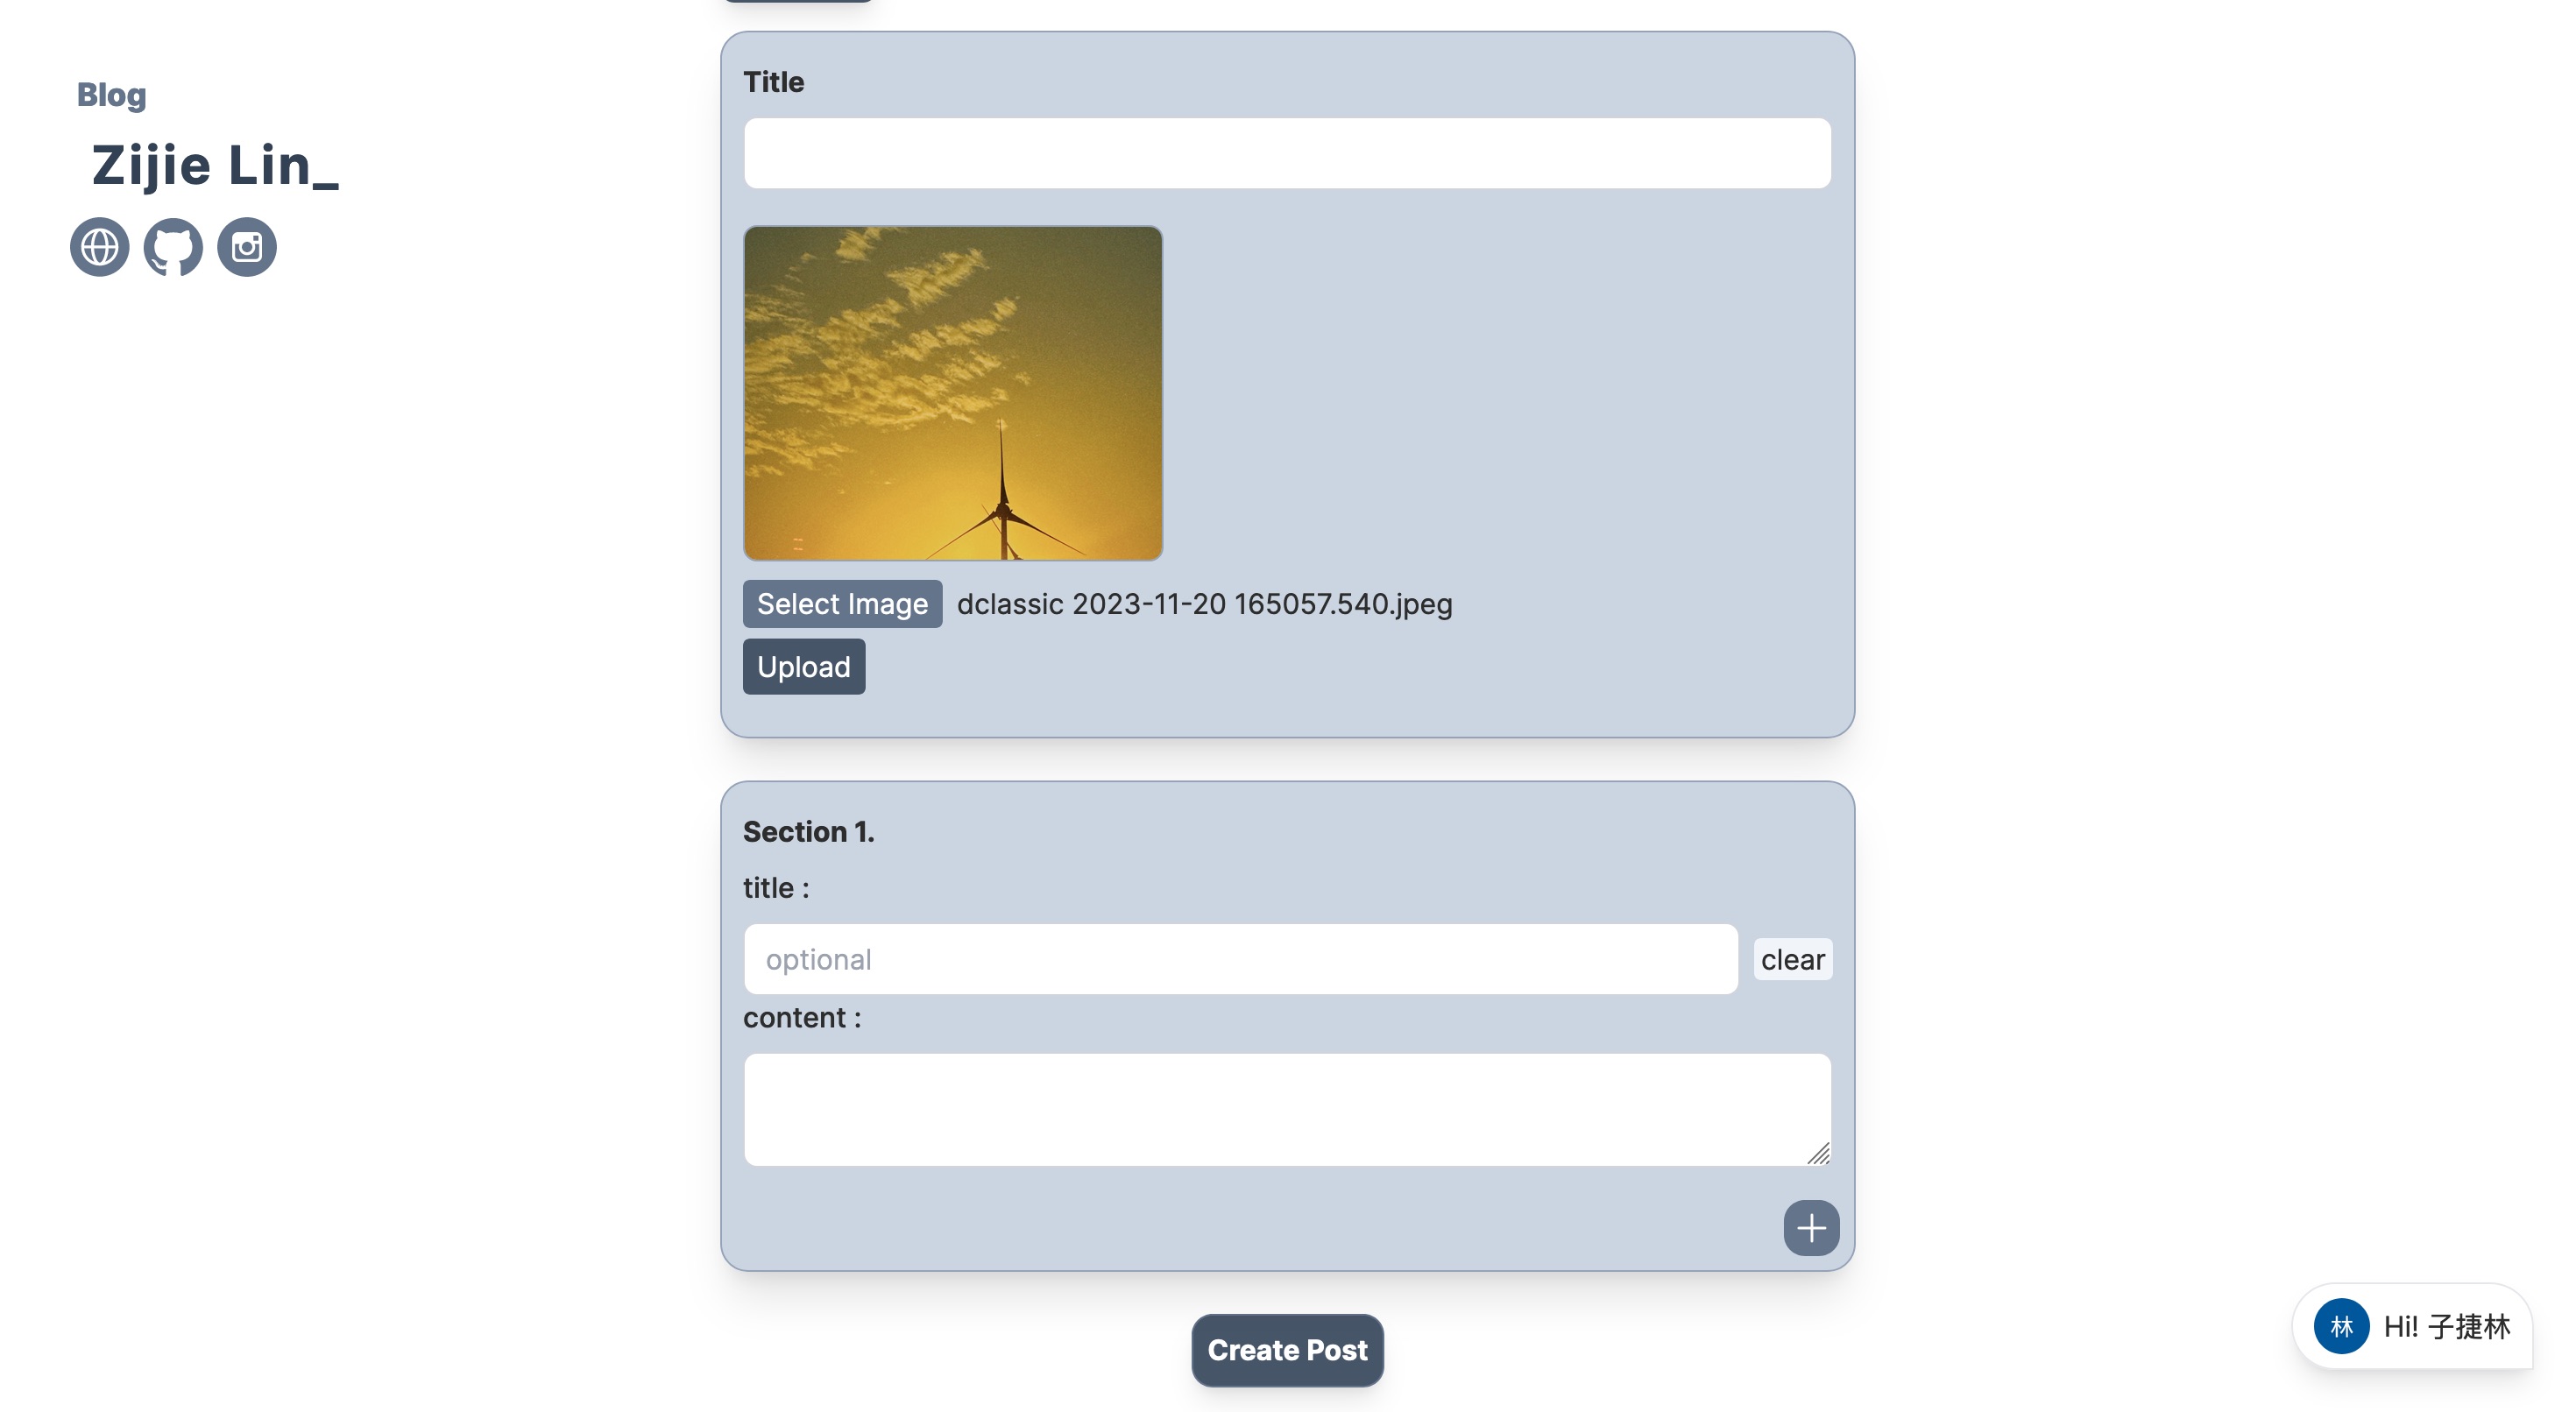 Blog
Zijie Lin_
Title
Select Image dclassic 2023-11-20 165057.540.jpeg
Upload
Section 1.
title :
optional
clear
content :
Create Post
林 Hi! 子捷林